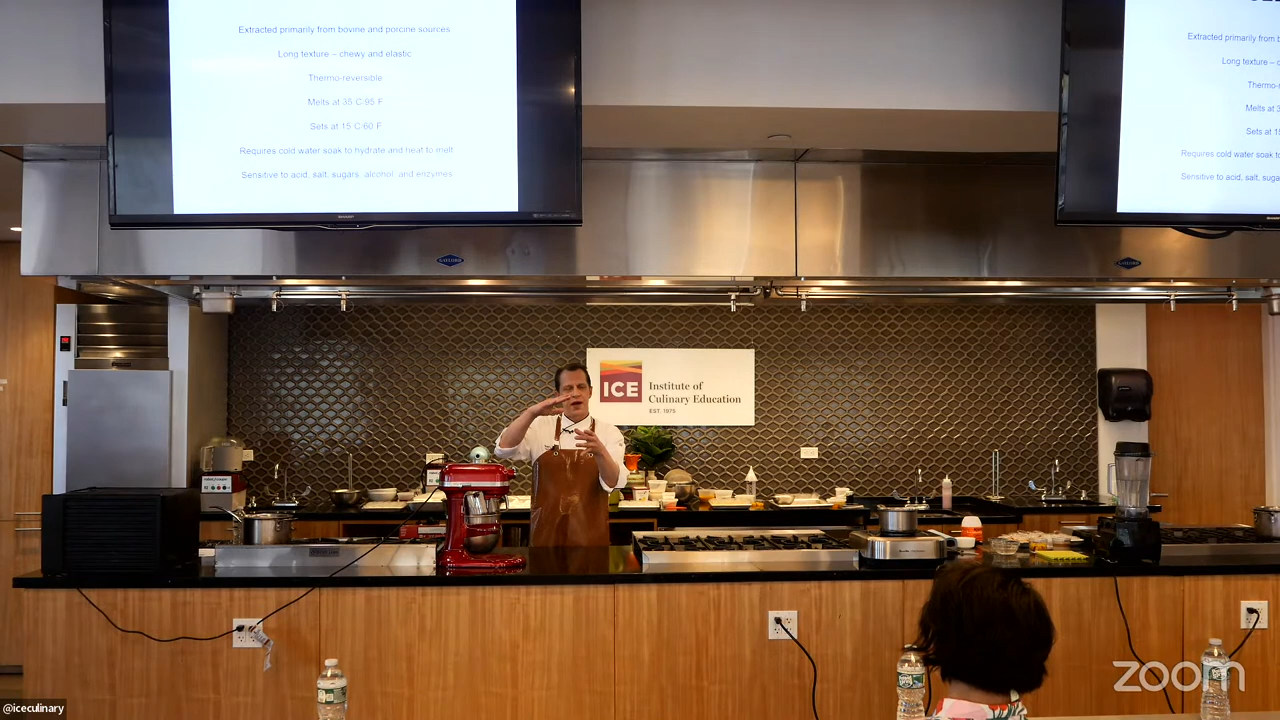 Extracted primarily from bovine and porcine sources
Long texture – chewy and elastic
Thermo-reversible
Melts at 35 C-95 F
Sets at 15 C-60 F
Requires cold water soak to hydrate and heat to melt
Sensitive to acid, salt, sugars, alcohol, and enzymes
SHARP
Extracted primarily from b
Long texture – c
Thermo-r
Melts at 3
Sets at 15
Requires cold water soak to
Sensitive to acid, salt, suga
ICE
Institute of
Culinary Education
EST. 1975
@iceculinary
zoom